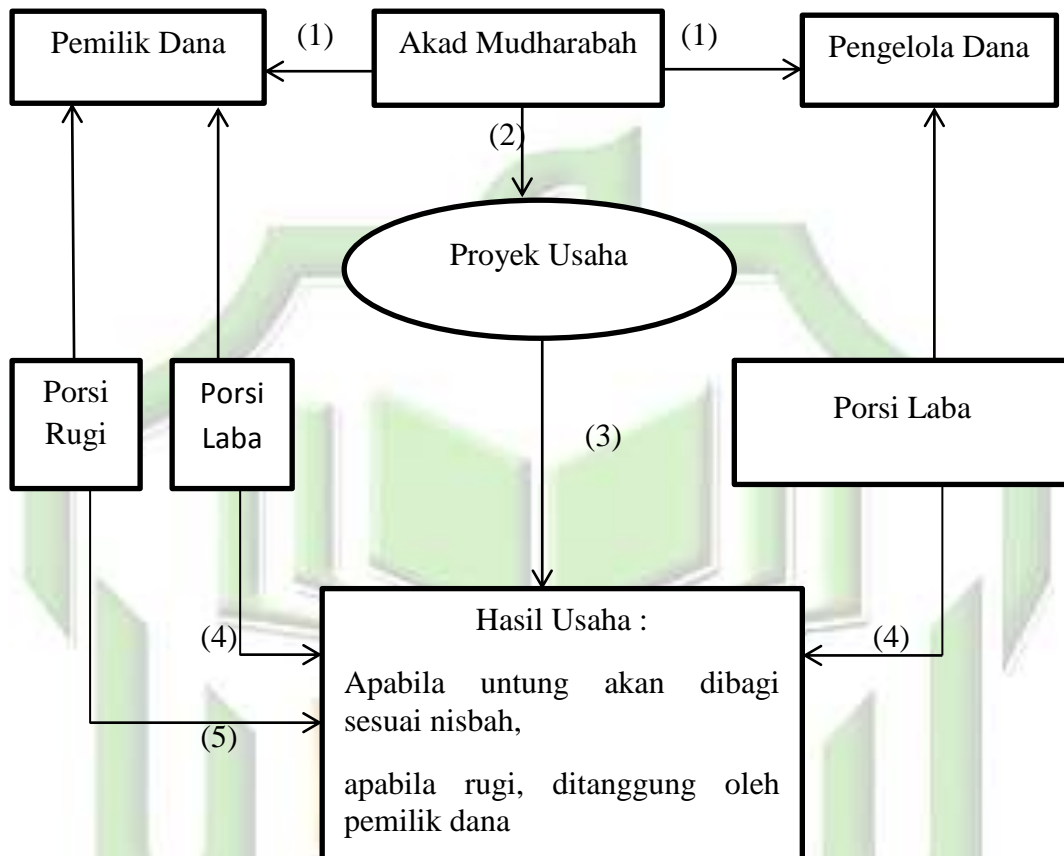 Pemilik Dana
(1)
Akad Mudharabah
(1)
Pengelola Dana
(2)
Proyek Usaha
Porsi
Rugi
Porsi
Laba
(3)
Porsi Laba
(4)
(4)
(5)
Hasil Usaha :
Apabila untung akan dibagi
sesuai nisbah,
apabila rugi, ditanggung oleh
pemilik dana